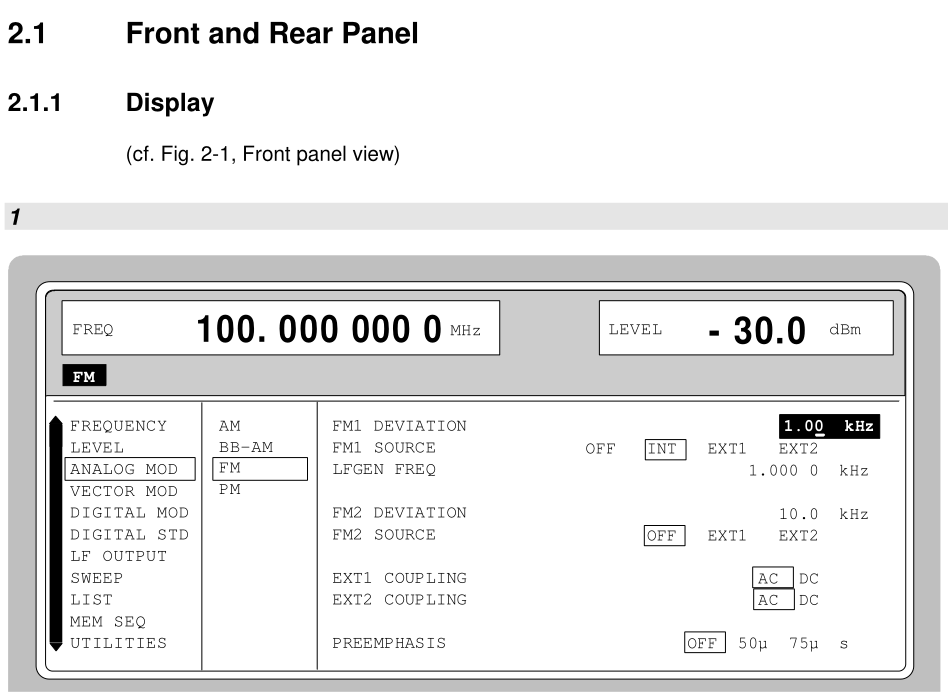 2.1 Front and Rear Panel
2.1.1 Display
(cf. Fig. 2-1, Front panel view)
1
FREQ 100. 000 000 0 MHz LEVEL - 30.0 dBm
FM
FREQUENCY AM FM1 DEVIATION 1.00 kHz
LEVEL BB-AM FM1 SOURCE OFF INT EXT1 EXT2
ANALOG MOD FM LFGEN FREQ 1.000 0 kHz
VECTOR MOD PM
DIGITAL MOD FM2 DEVIATION 10.0 kHz
DIGITAL STD FM2 SOURCE OFF EXT1 EXT2
LF OUTPUT
SWEEP EXT1 COUPLING AC DC
LIST EXT2 COUPLING AC DC
MEM SEQ
UTILITIES PREEMPHASIS OFF 50µ 75µ s